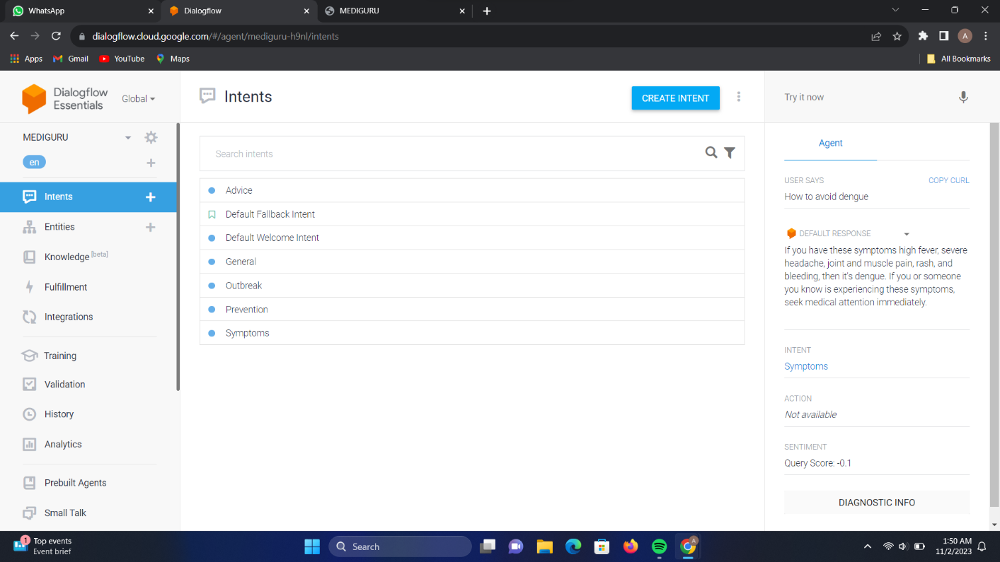 WhatsApp
Dialogflow
MEDIGURU
dialogflow.cloud.google.com/#/agent/mediguru-h9nl/intents
A
Apps
Gmail
YouTube
Maps
All Bookmarks
Dialogflow
Essentials
Global
MEDIGURU
en
Intents
Entities
Knowledge [beta]
Fulfillment
Integrations
Training
Validation
History
Analytics
Prebuilt Agents
Small Talk
Intents
CREATE INTENT
Search intents
Advice
Default Fallback Intent
Default Welcome Intent
General
Outbreak
Prevention
Symptoms
Try it now
Agent
USER SAYS
COPY CURL
How to avoid dengue
DEFAULT RESPONSE
If you have these symptoms high fever, severe
headache, joint and muscle pain, rash, and
bleeding, then it's dengue. If you or someone
you know is experiencing these symptoms,
seek medical attention immediately.
INTENT
Symptoms
ACTION
Not available
SENTIMENT
Query Score: -0.1
DIAGNOSTIC INFO
1
Top events
Event brief
Search
A
1:50 AM
11/2/2023